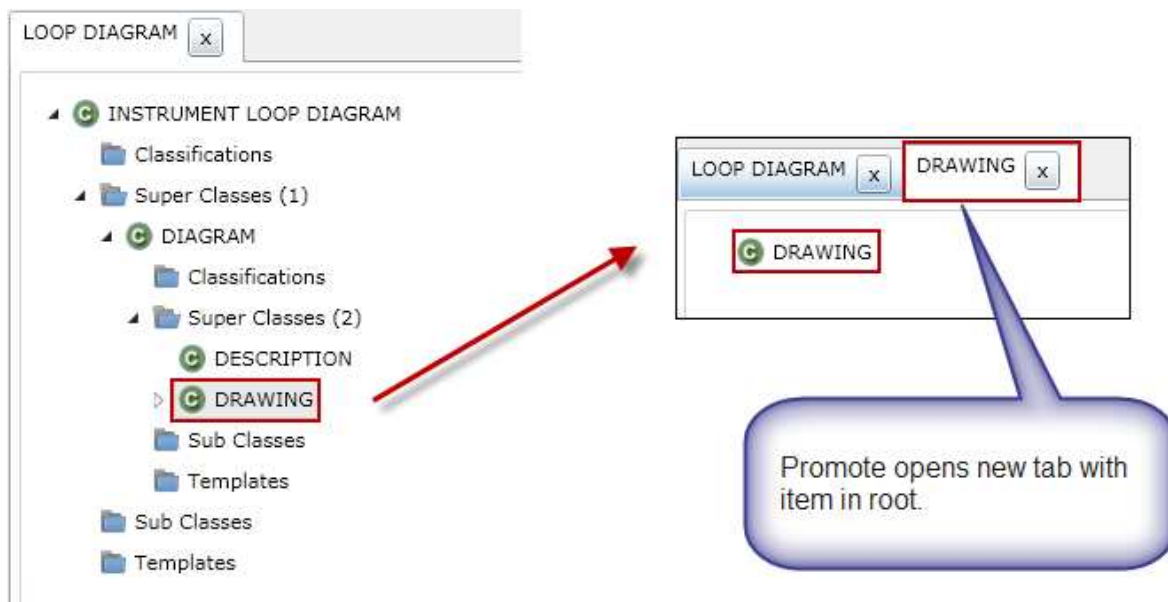 LOOP DIAGRAM x
INSTRUMENT LOOP DIAGRAM
Classifications
Super Classes (1)
DIAGRAM
Classifications
Super Classes (2)
DESCRIPTION
DRAWING
Sub Classes
Templates
Sub Classes
Templates
LOOP DIAGRAM x DRAWING x
DRAWING
Promote opens new tab with
item in root.